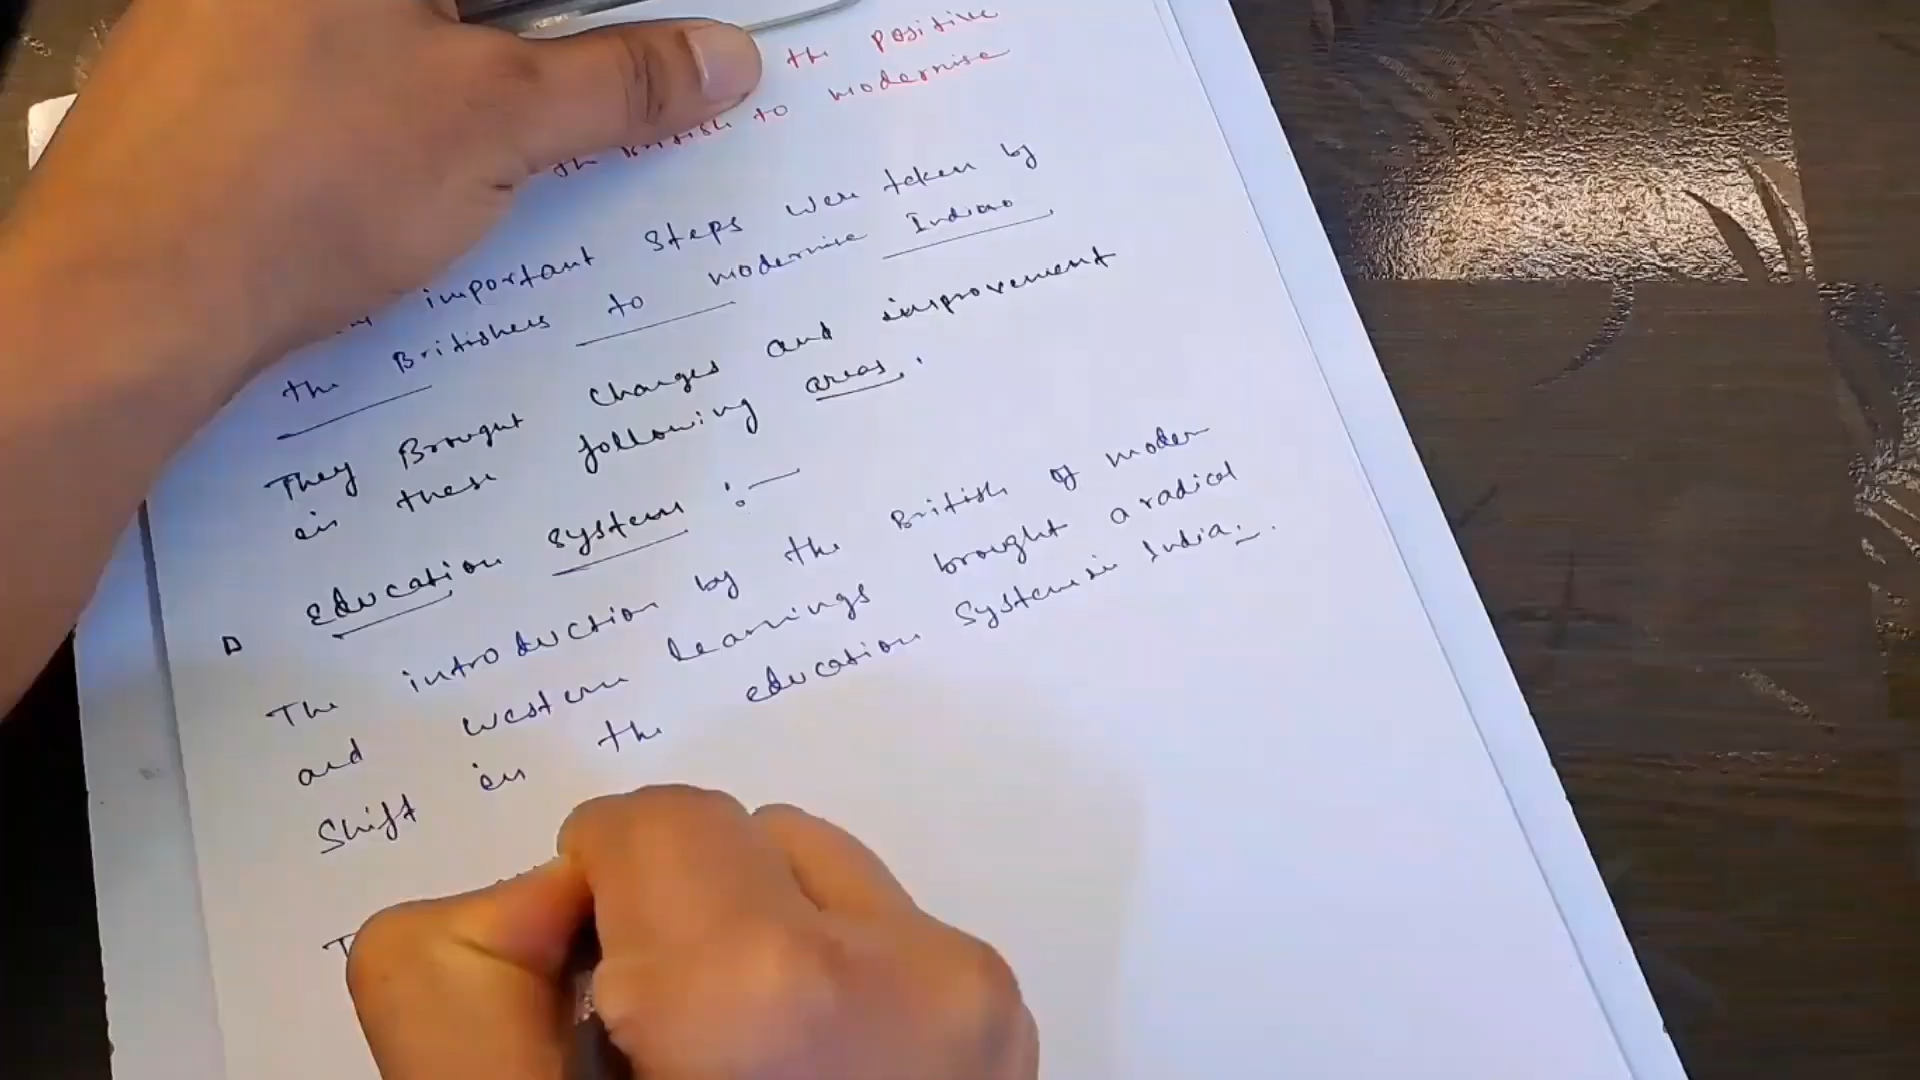 the positive
British to modernise
important steps were taken by
the Britishers to modernise Indian
They Brought changes and improvement
in these following areas.
D education system :-
The introduction by the British of moder
and western learnings brought a radical
Shift in the education system in India.
T